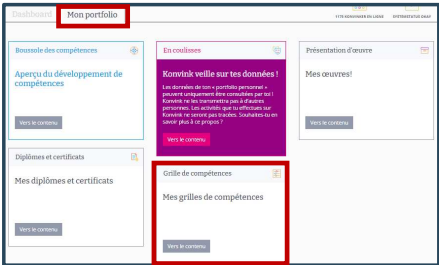 Dashboard Mon portfolio
Boussole des compétences
Aperçu du développement de
compétences
Vers le contenu
En coulisses
Konvink veille sur tes données !
Les données de ton « portfolio personnel »
peuvent uniquement être consultées par toi !
Konvink ne les transmettra pas à d'autres
personnes. Les activités que tu effectues sur
Konvink ne seront pas tracées. Souhaites-tu en
savoir plus à ce propos ?
Vers le contenu
Présentation d'œuvre
Mes œuvres!
Vers le contenu
Diplômes et certificats
Mes diplômes et certificats
Vers le contenu
Grille de compétences
Mes grilles de compétences
Vers le contenu